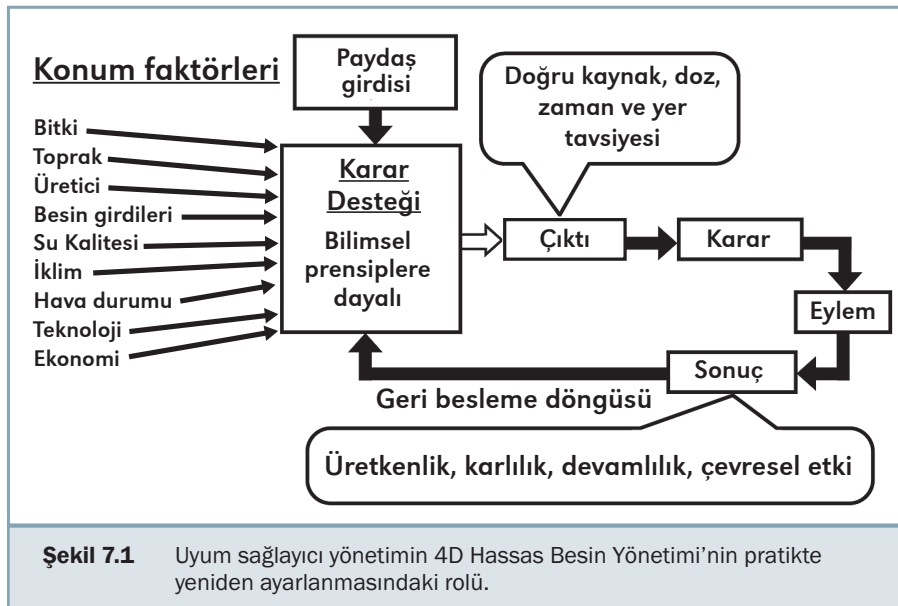 Konum faktörleri
Bitki
Toprak
Üretici
Besin girdileri
Su Kalitesi
İklim
Hava durumu
Teknoloji
Ekonomi
Paydaş
girdisi
Karar
Desteği
Bilimsel
prensiplere
dayalı
Doğru kaynak, doz,
zaman ve yer
tavsiyesi
Çıktı
Karar
Eylem
Sonuç
Geri besleme döngüsü
Üretkenlik, karlılık, devamlılık, çevresel etki
Şekil 7.1 Uyum sağlayıcı yönetimin 4D Hassas Besin Yönetimi’nin pratikte
yeniden ayarlanmasındaki rolü.